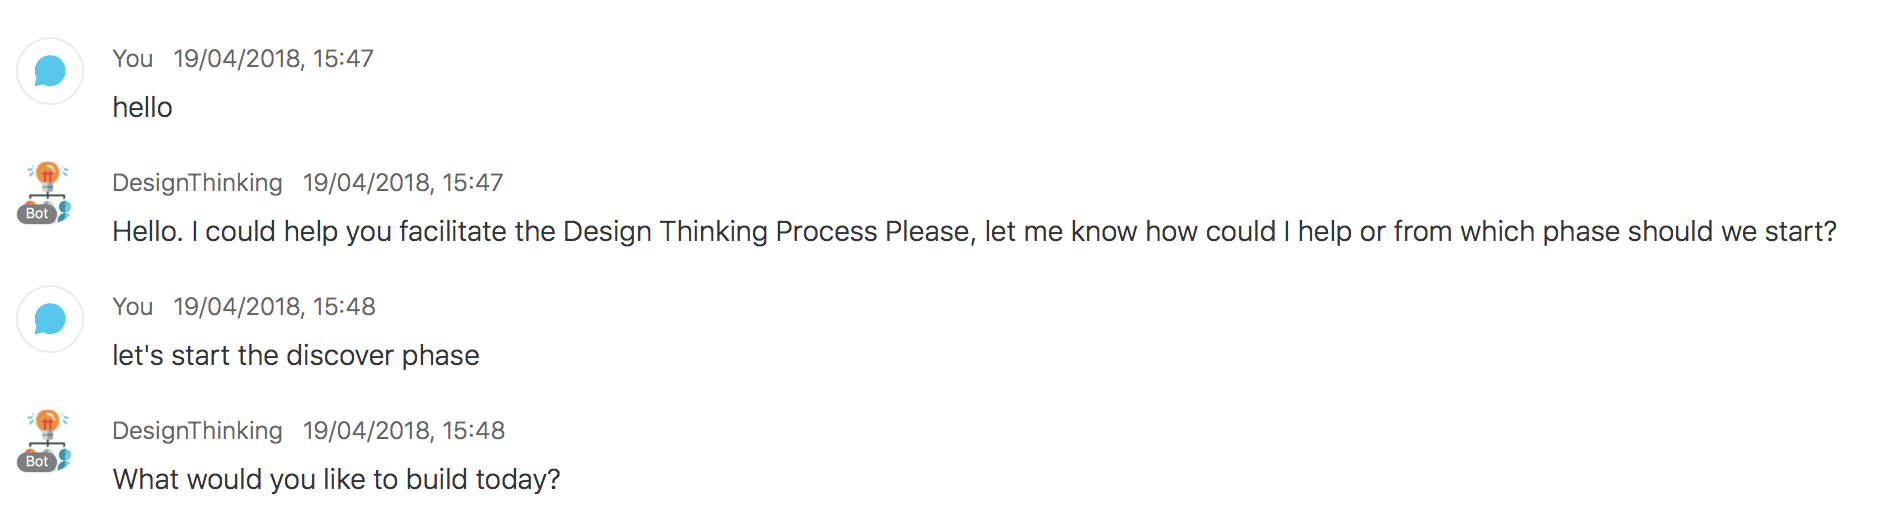 You 19/04/2018, 15:47
hello
DesignThinking 19/04/2018, 15:47
Bot
Hello. I could help you facilitate the Design Thinking Process Please, let me know how could I help or from which phase should we start?
You 19/04/2018, 15:48
let's start the discover phase
DesignThinking 19/04/2018, 15:48
Bot
What would you like to build today?